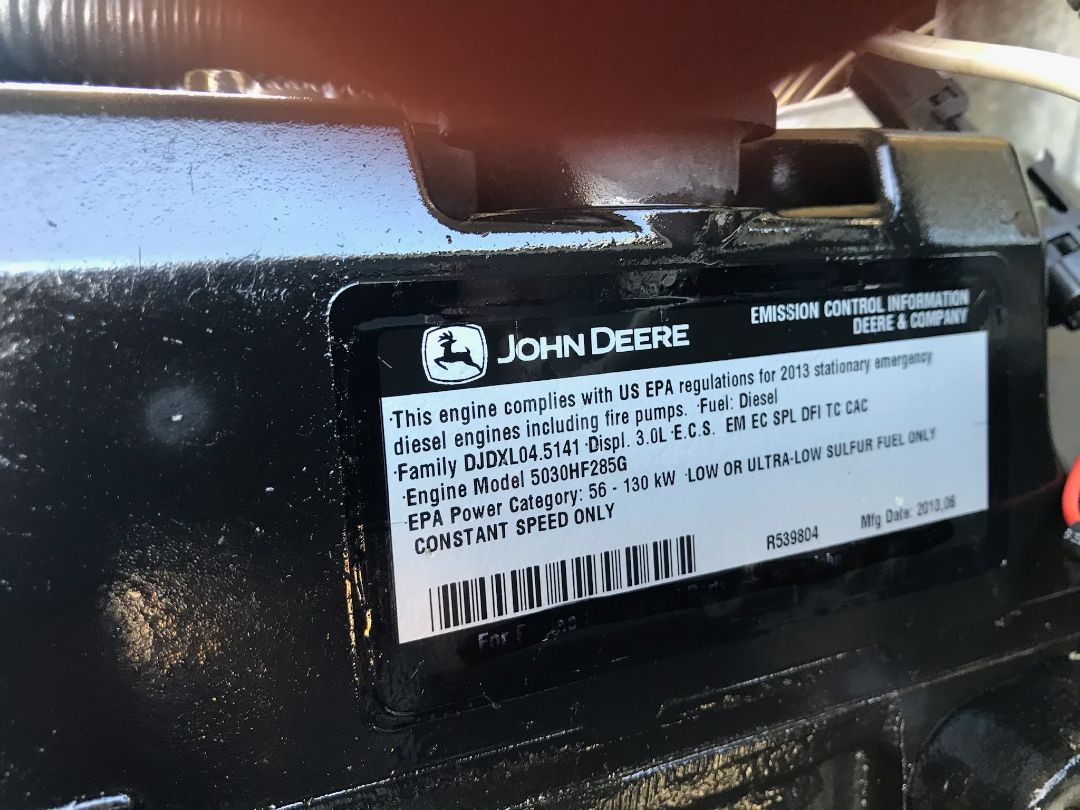 JOHN DEERE
EMISSION CONTROL INFORMATION
DEERE & COMPANY
·This engine complies with US EPA regulations for 2013 stationary emergency
diesel engines including fire pumps. ·Fuel: Diesel
·Family DJDXL04.5141 ·Displ. 3.0L ·E.C.S. EM EC SPL DFI TC CAC
·Engine Model 5030HF285G
·EPA Power Category: 56 - 130 kW ·LOW OR ULTRA-LOW SULFUR FUEL ONLY
CONSTANT SPEED ONLY
R539804
Mfg Date: 2013,08
For